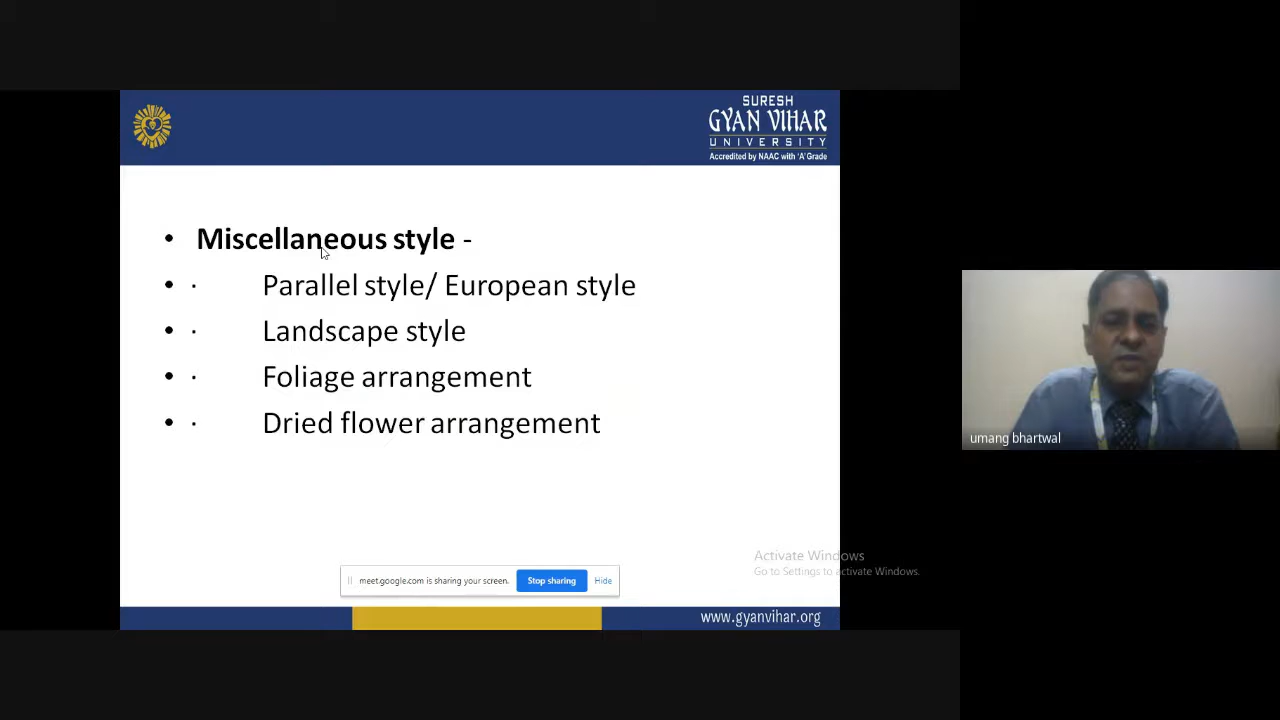 SURESH
GYAN VIHAR
UNIVERSITY
Accredited by NAAC with 'A' Grade
• Miscellaneous style -
• · Parallel style/ European style
• · Landscape style
• · Foliage arrangement
• · Dried flower arrangement
umang bhartwal
Activate Windows
Go to Settings to activate Windows.
meet.google.com is sharing your screen. Stop sharing Hide
www.gyanvihar.org